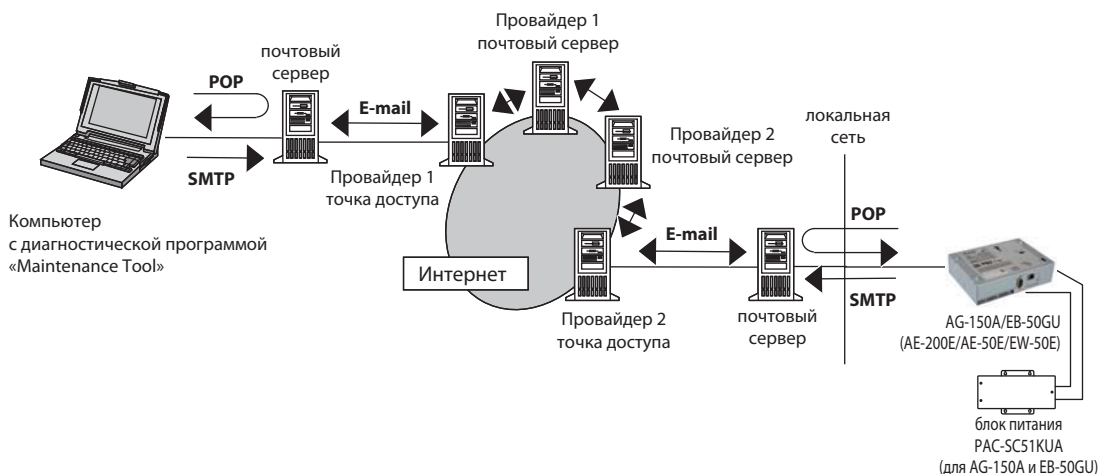 Провайдер 1
почтовый сервер
почтовый
сервер
POP
E-mail
SMTP
Провайдер 1
точка доступа
Компьютер
с диагностической программой
«Maintenance Tool»
Провайдер 2
почтовый сервер
локальная
сеть
Интернет
E-mail
POP
SMTP
Провайдер 2
точка доступа
почтовый
сервер
AG-150A/EB-50GU
(AE-200E/AE-50E/EW-50E)
блок питания
PAC-SC51KUA
(для AG-150A и EB-50GU)